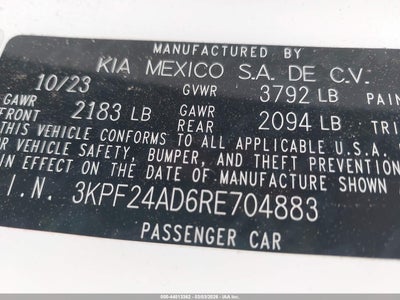 MANUFACTURED BY
KIA MEXICO S.A. DE C.V.
10/23 GVWR 3792 LB PAIN
GAWR FRONT 2183 LB GAWR REAR 2094 LB TRI
THIS VEHICLE CONFORMS TO ALL APPLICABLE U.S.A.
VEHICLE SAFETY, BUMPER, AND THEFT PREVENTION
IN EFFECT ON THE DATE OF MANUFACTURE SHOWN
I.N. 3KPF24AD6RE704883
PASSENGER CAR